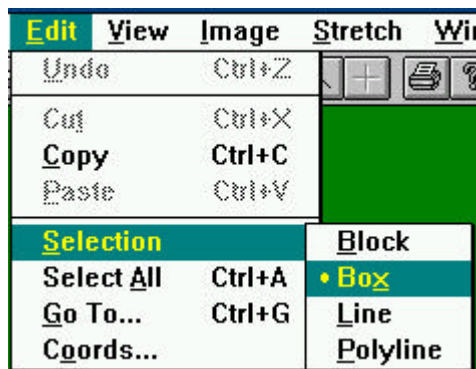 Edit View Image Stretch
Undo Ctrl+Z
Cut Ctrl+X
Copy Ctrl+C
Paste Ctrl+V
Selection
Select All Ctrl+A
Go To... Ctrl+G
Coords...
Block
• Box
Line
Polyline